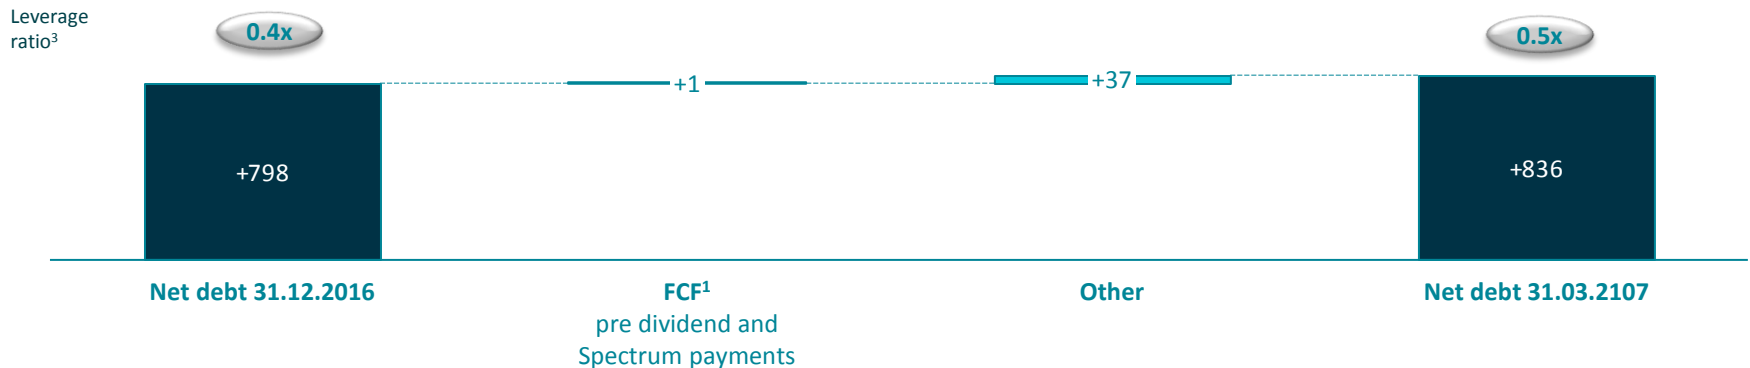 Leverage
ratio³
0.4x
0.5x
+1
+37
+798
+836
Net debt 31.12.2016
FCF¹
pre dividend and
Spectrum payments
Other
Net debt 31.03.2107